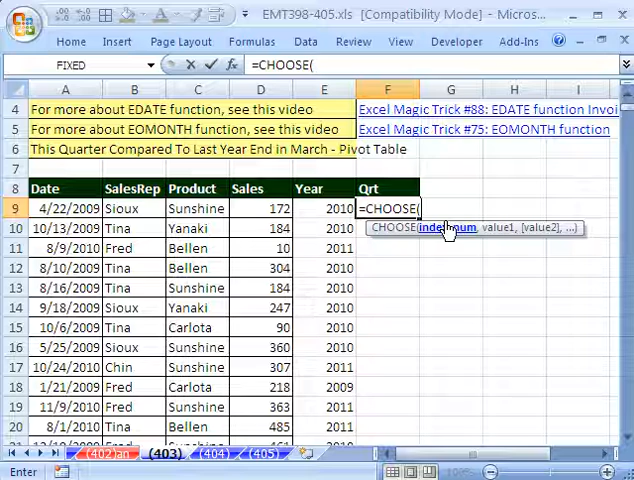 EMT398-405.xls [Compatibility Mode] - Micros...
Home Insert Page Layout Formulas Data Review View Developer Add-Ins
FIXED =CHOOSE(
A B C D E F G H I
4 For more about EDATE function, see this video Excel Magic Trick #88: EDATE function Invoi
5 For more about EOMONTH function, see this video Excel Magic Trick #75: EOMONTH function
6 This Quarter Compared To Last Year End in March - Pivot Table
7
8 Date SalesRep Product Sales Year Qrt
9 4/22/2009 Sioux Sunshine 172 2010 =CHOOSE(
CHOOSE(index_num, value1, [value2], ...)
10 10/13/2009 Tina Yanaki 184 2010
11 8/9/2010 Fred Bellen 10 2011
12 8/10/2009 Tina Bellen 304 2010
13 8/16/2009 Tina Sunshine 184 2010
14 9/18/2009 Sioux Yanaki 247 2010
15 10/6/2009 Tina Carlota 90 2010
16 5/25/2009 Sioux Sunshine 360 2010
17 10/24/2010 Chin Sunshine 307 2011
18 1/21/2009 Fred Carlota 218 2009
19 11/9/2010 Fred Sunshine 363 2011
20 8/1/2010 Tina Bellen 485 2011
(402)an (403) (404) (405)
Enter